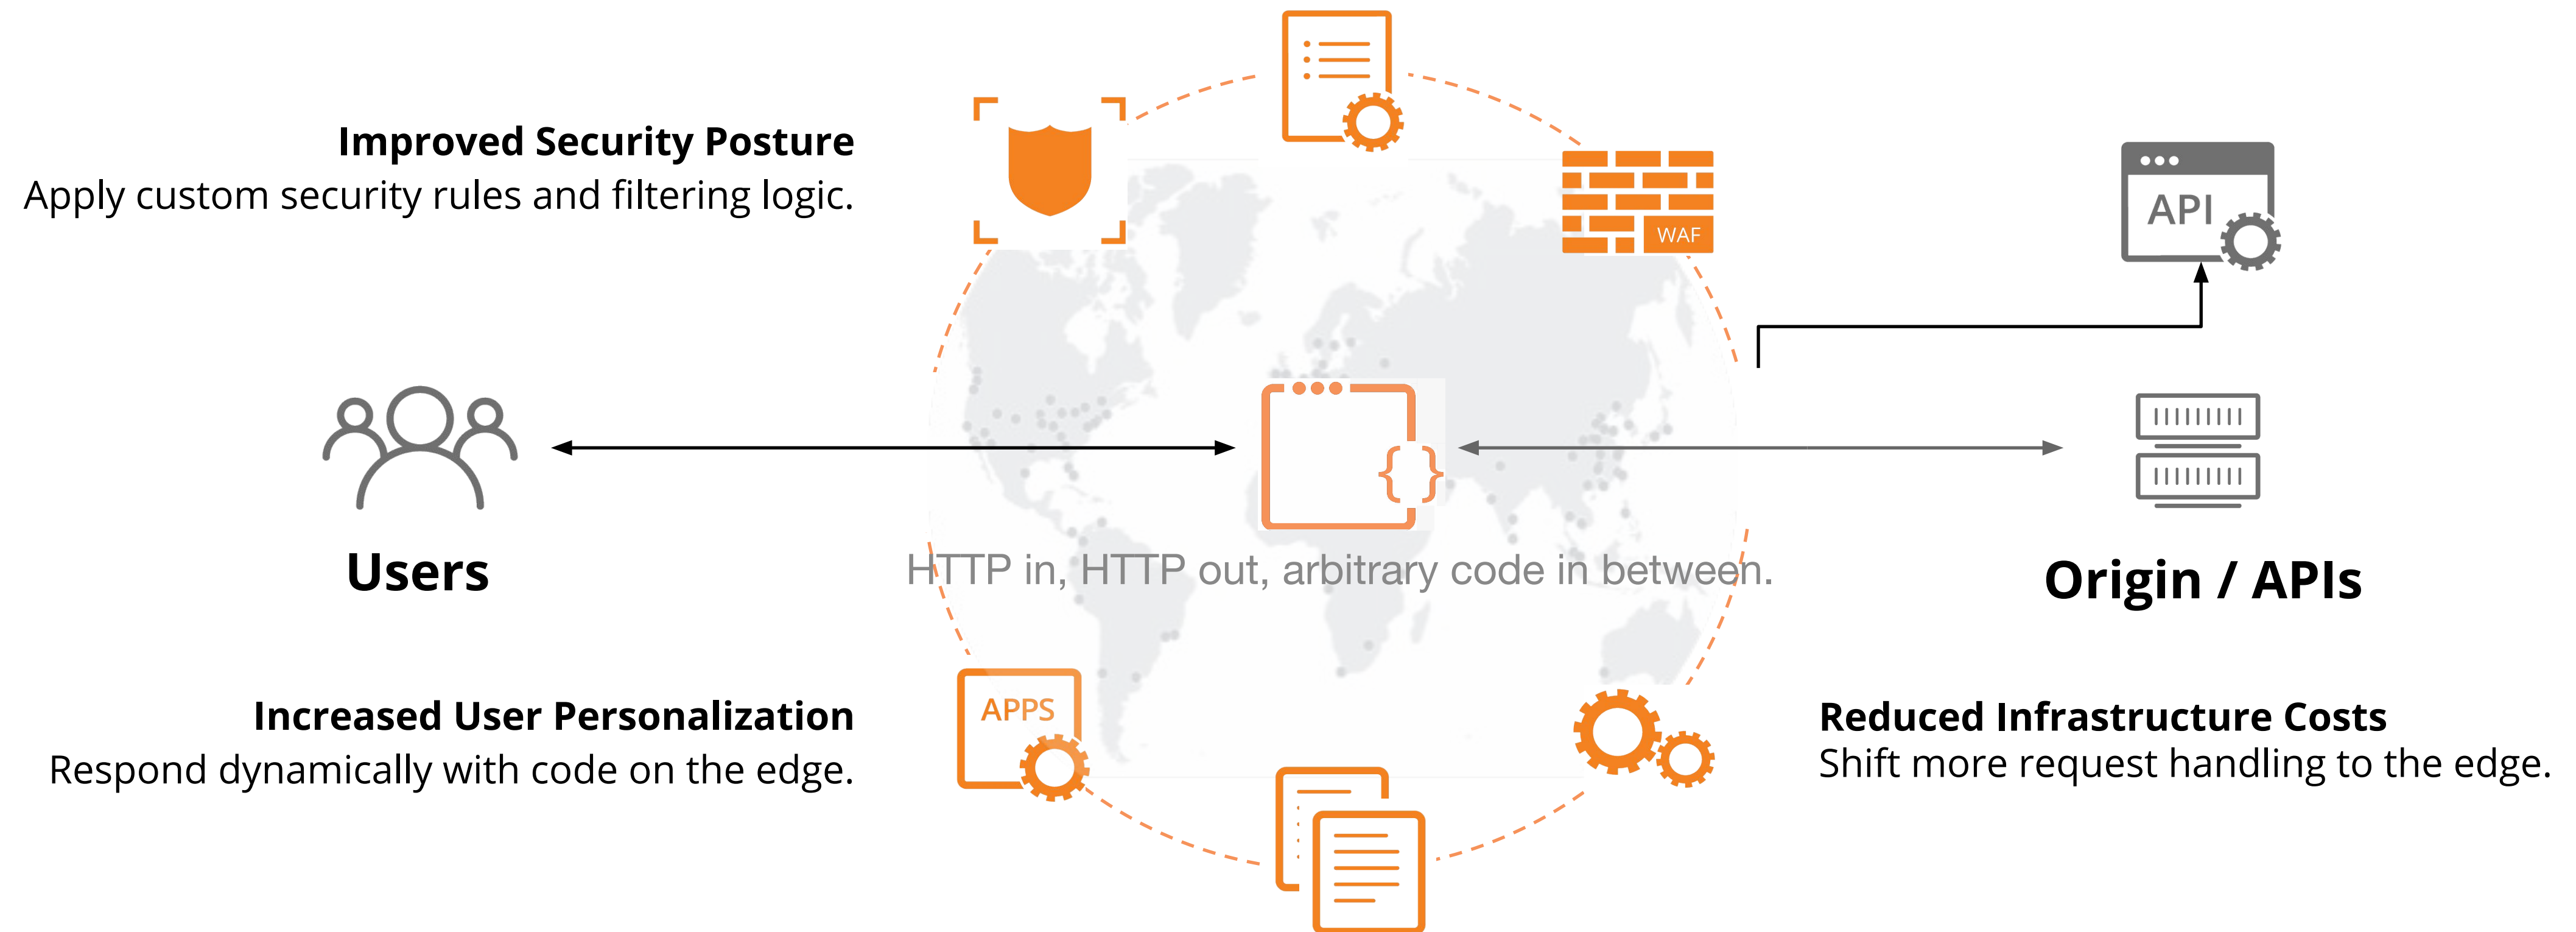 Improved Security Posture
Apply custom security rules and filtering logic.
WAF
API
HTTP in, HTTP out, arbitrary code in between.
Users
Origin / APIs
Increased User Personalization
Respond dynamically with code on the edge.
APPS
Reduced Infrastructure Costs
Shift more request handling to the edge.